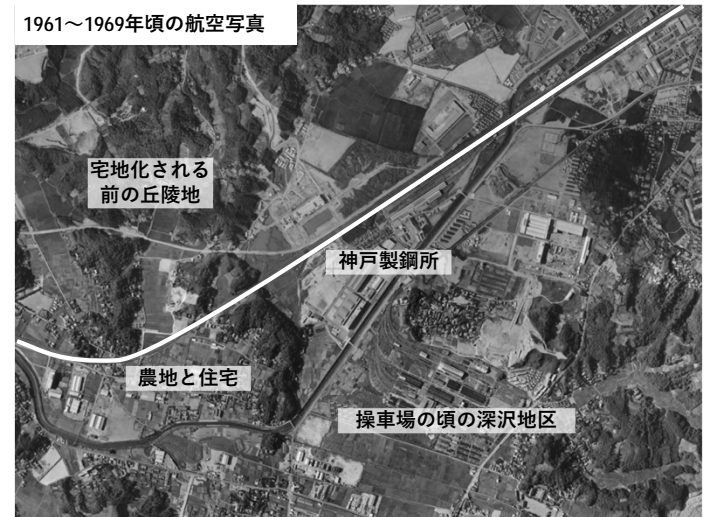 1961～1969年頃の航空写真
宅地化される
前の丘陵地
神戸製鋼所
農地と住宅
操車場の頃の深沢地区